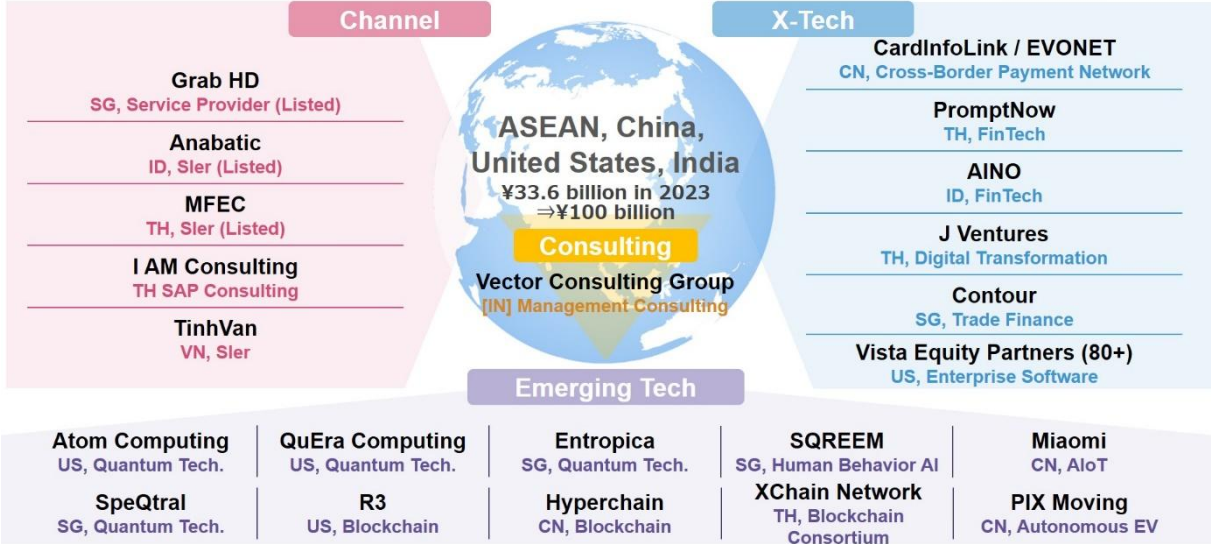 Channel
Grab HD
SG, Service Provider (Listed)
Anabatic
ID, SIer (Listed)
MFEC
TH, SIer (Listed)
I AM Consulting
TH SAP Consulting
TinhVan
VN, SIer
ASEAN, China,
United States, India
¥33.6 billion in 2023
⇒¥100 billion
Consulting
Vector Consulting Group
[IN] Management Consulting
X-Tech
CardInfoLink / EVONET
CN, Cross-Border Payment Network
PromptNow
TH, FinTech
AINO
ID, FinTech
J Ventures
TH, Digital Transformation
Contour
SG, Trade Finance
Vista Equity Partners (80+)
US, Enterprise Software
Emerging Tech
Atom Computing
US, Quantum Tech.
QuEra Computing
US, Quantum Tech.
Entropica
SG, Quantum Tech.
SQREEM
SG, Human Behavior AI
Miaomi
CN, AIoT
SpeQtral
SG, Quantum Tech.
R3
US, Blockchain
Hyperchain
CN, Blockchain
XChain Network
TH, Blockchain
Consortium
PIX Moving
CN, Autonomous EV